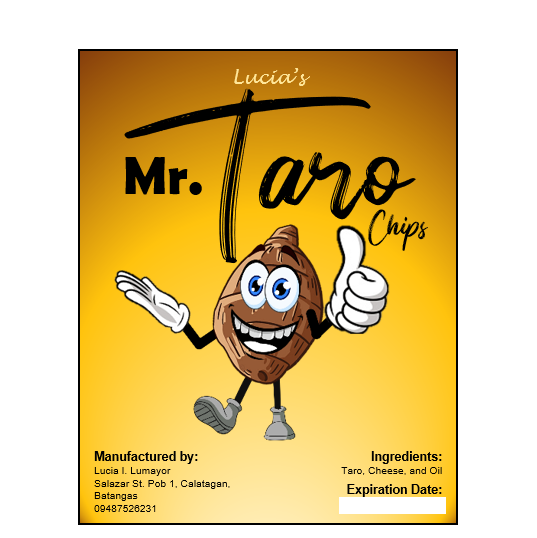 Lucia's
Mr. Taro
Chips
Manufactured by:
Lucia I. Lumayor
Salazar St. Pob 1, Calatagan,
Batangas
09487526231
Ingredients:
Taro, Cheese, and Oil
Expiration Date: